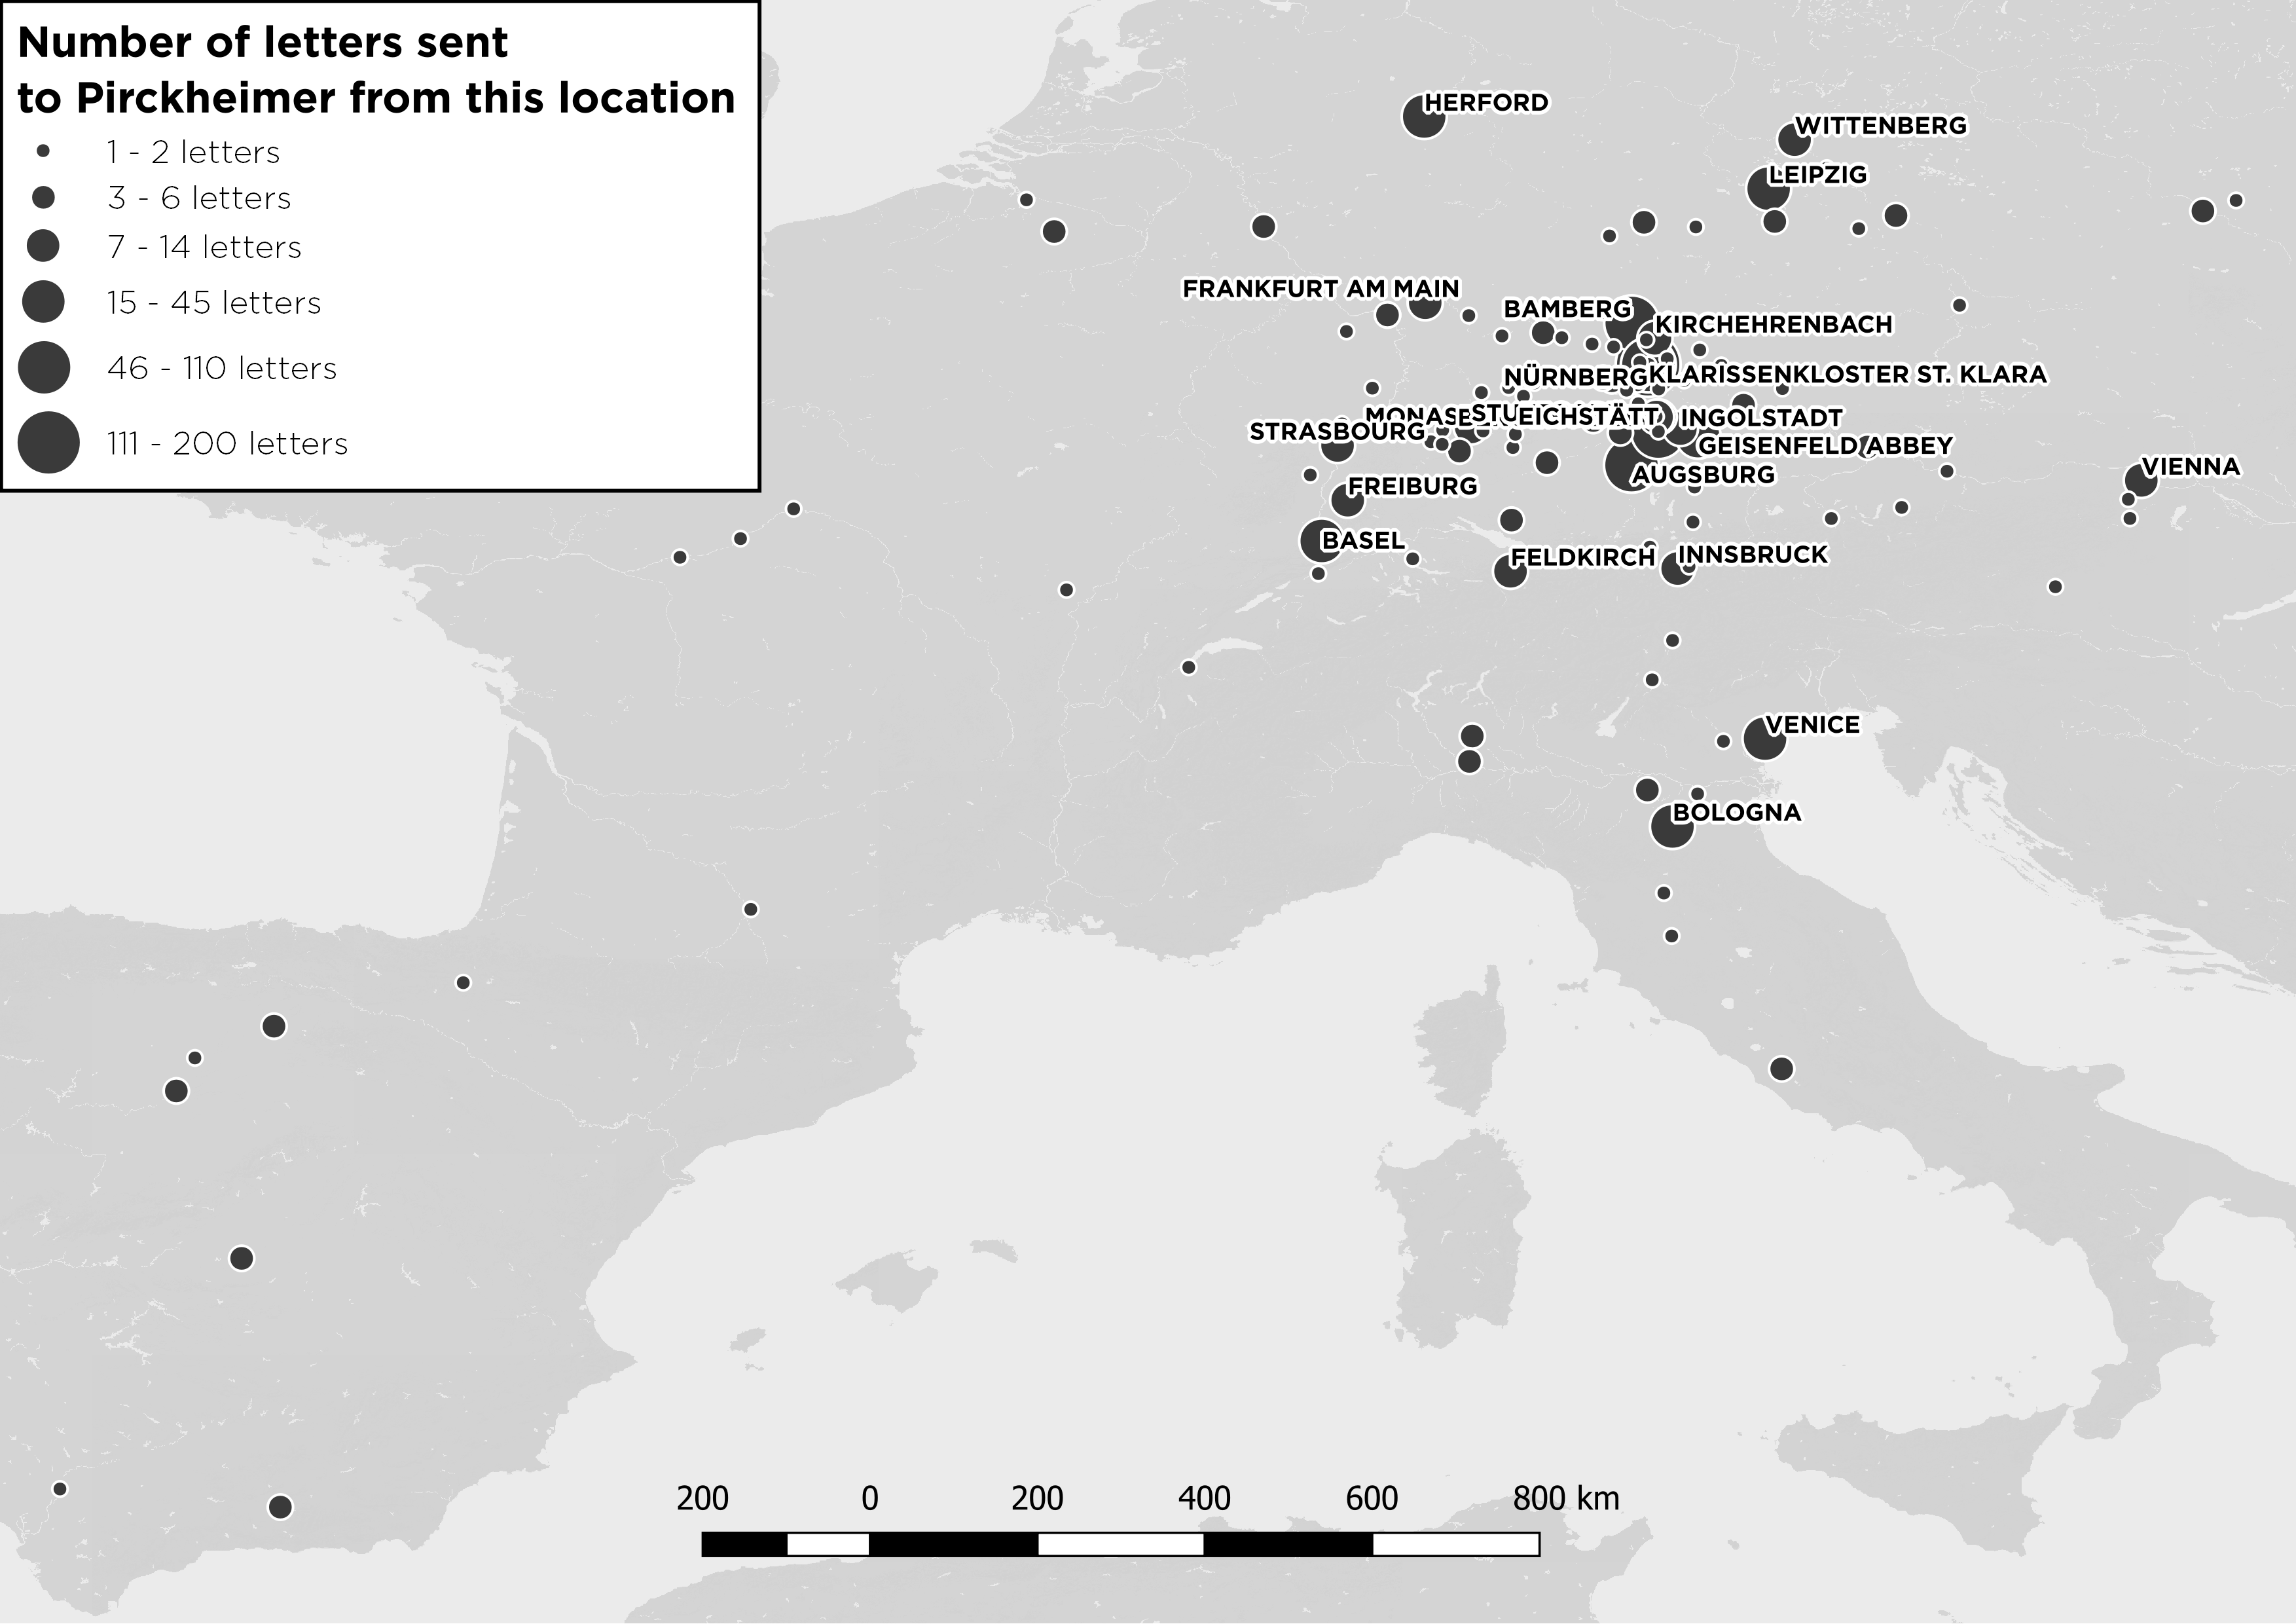 Number of letters sent
to Pirckheimer from this location
1 - 2 letters
3 - 6 letters
7 - 14 letters
15 - 45 letters
46 - 110 letters
111 - 200 letters
HERFORD
WITTENBERG
LEIPZIG
FRANKFURT AM MAIN
BAMBERG
KIRCHEHRENBACH
NÜRNBERG
KLARISSENKLOSTER ST. KLARA
EICHSTÄTT
INGOLSTADT
STRASBOURG
GEISENFELD ABBEY
AUGSBURG
VIENNA
FREIBURG
BASEL
FELDKIRCH
INNSBRUCK
VENICE
BOLOGNA
200 0 200 400 600 800 km